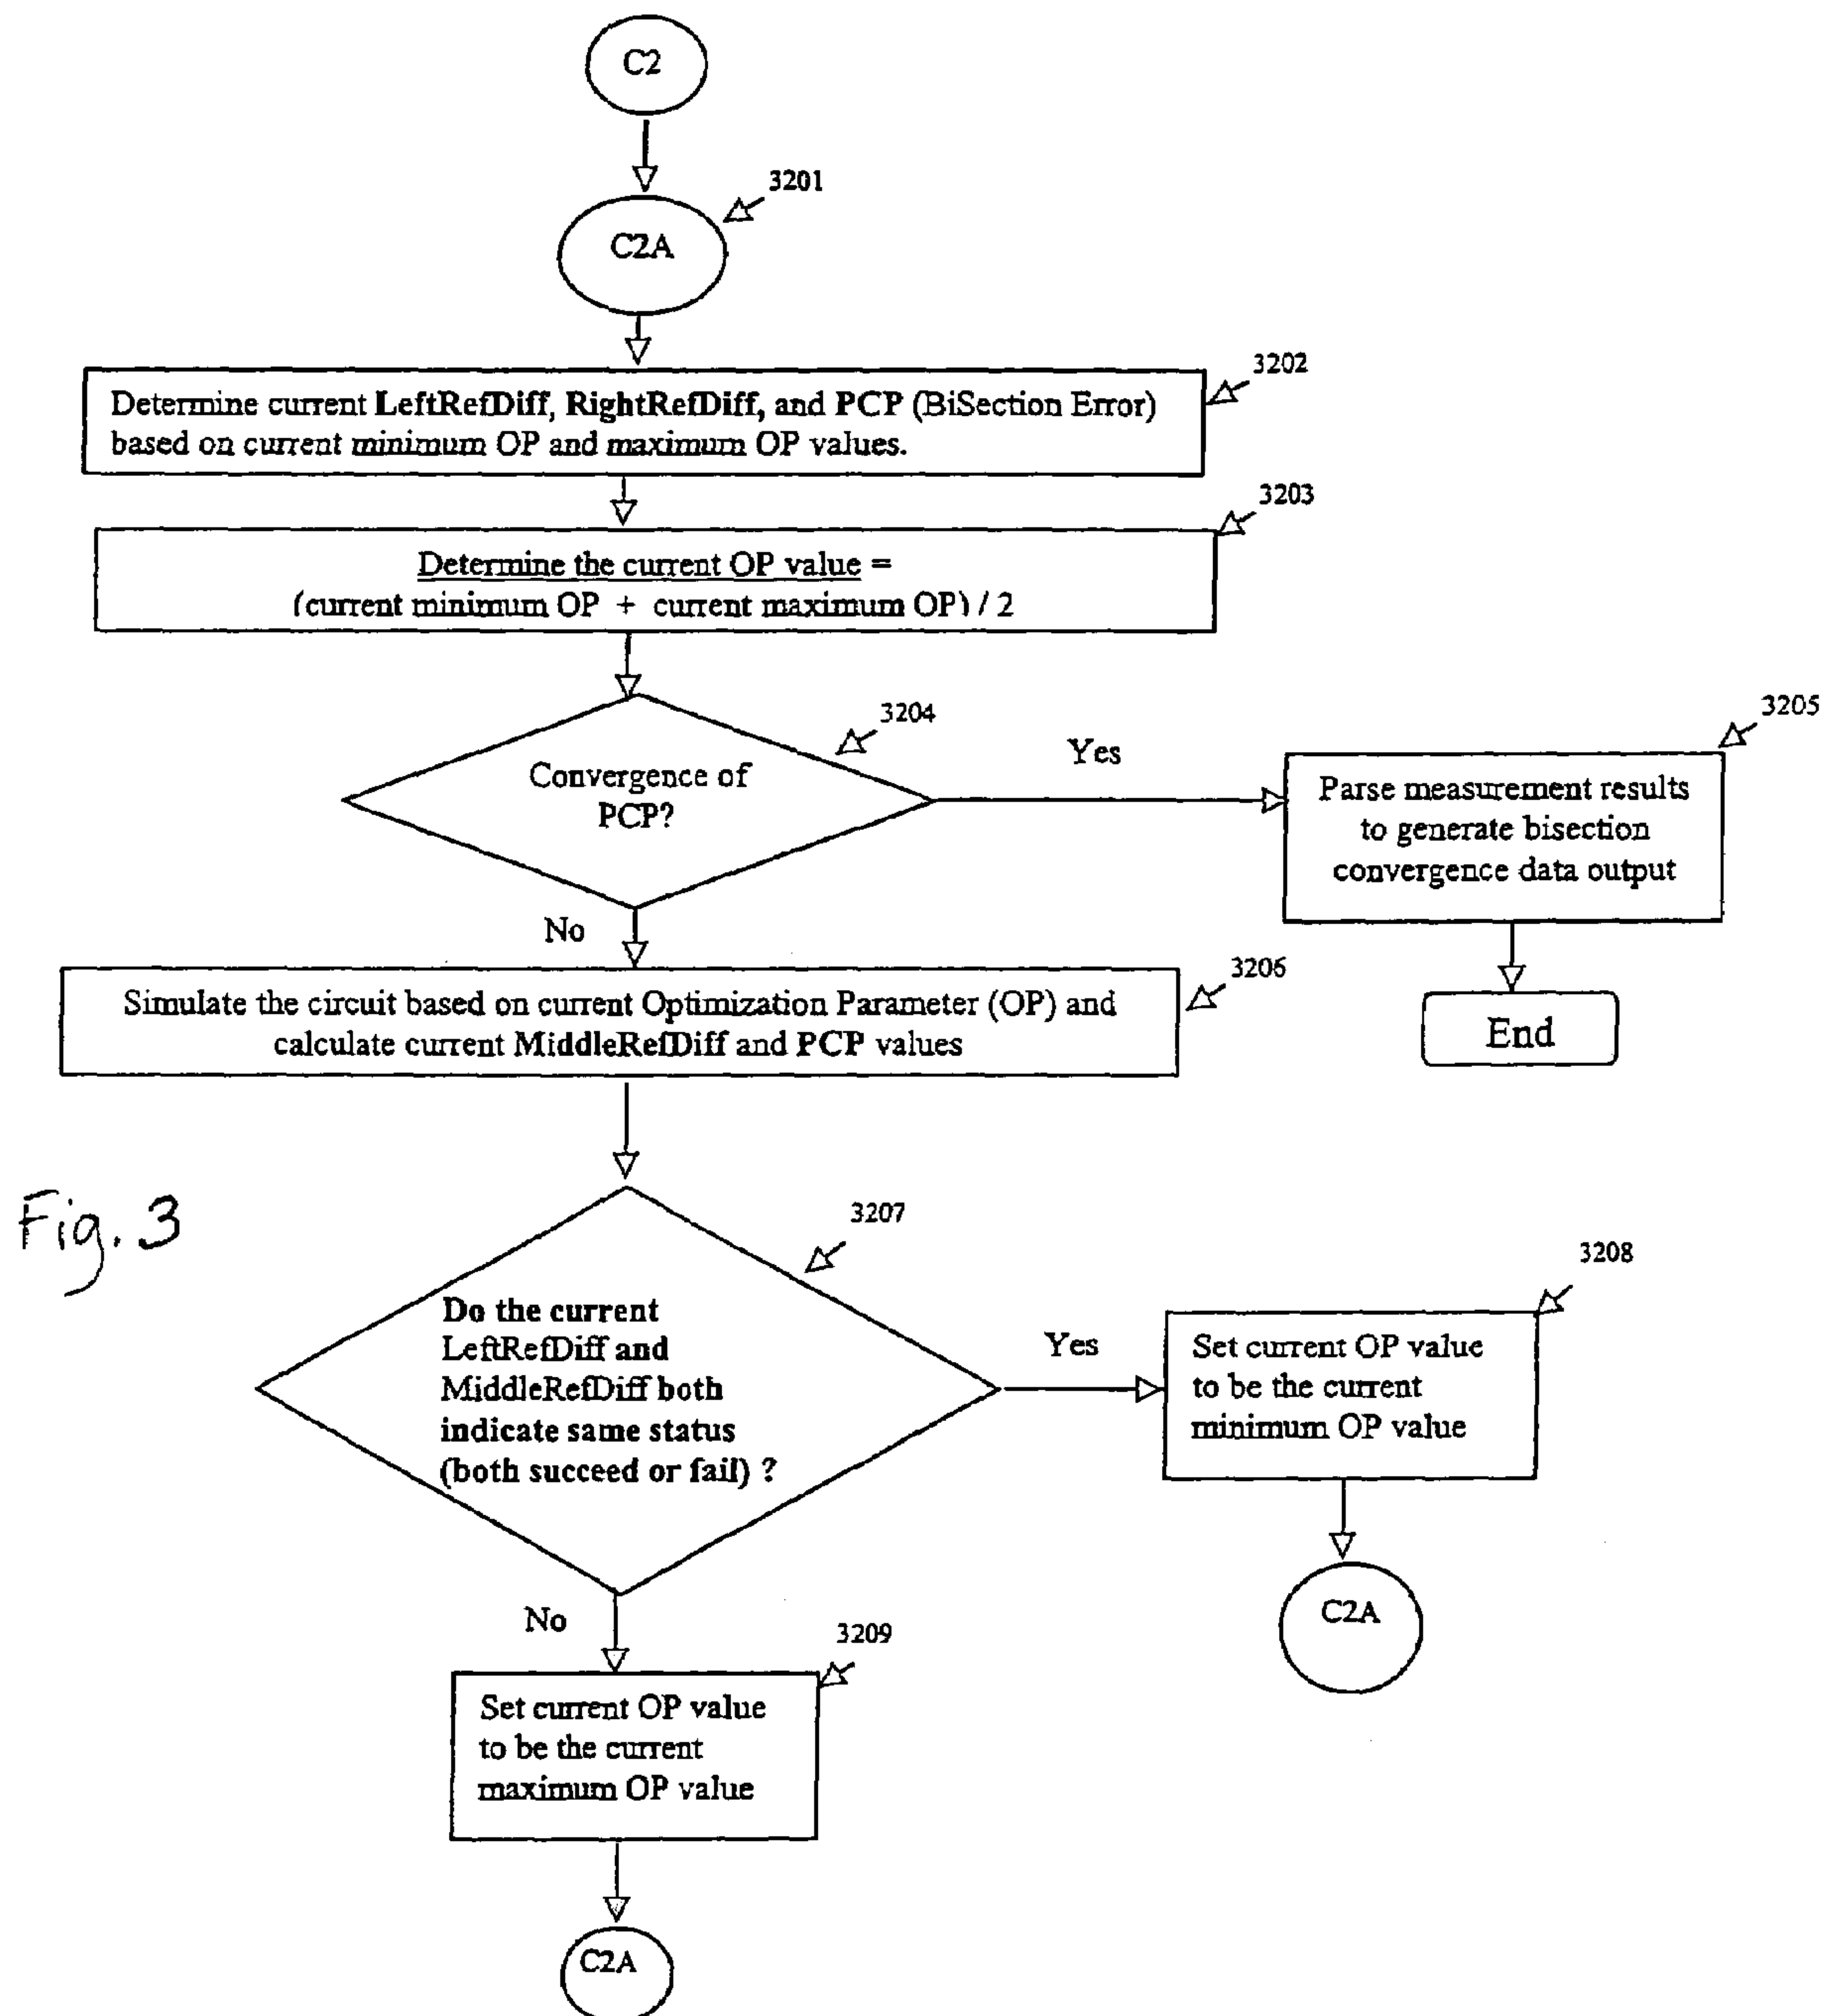 C2
3201
C2A
3202
Determine current LeftRefDiff, RightRefDiff, and PCP (BiSection Error)
based on current minimum OP and maximum OP values.
3203
Determine the current OP value =
(current minimum OP + current maximum OP) / 2
3204
Convergence of
PCP?
Yes
3205
Parse measurement results
to generate bisection
convergence data output
No
End
3206
Simulate the circuit based on current Optimization Parameter (OP) and
calculate current MiddleRefDiff and PCP values
Fig. 3
3207
Do the current
LeftRefDiff and
MiddleRefDiff both
indicate same status
(both succeed or fail) ?
Yes
3208
Set current OP value
to be the current
minimum OP value
C2A
No
3209
Set current OP value
to be the current
maximum OP value
C2A